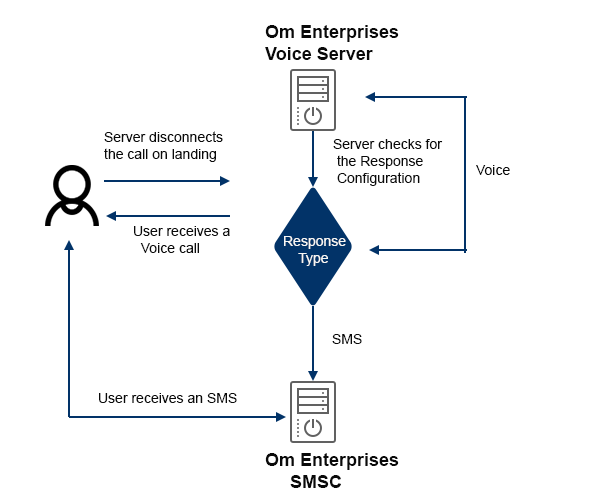 Om Enterprises
Voice Server
Server disconnects
the call on landing
Server checks for
the Response
Configuration
Voice
User receives a
Voice call
Response
Type
SMS
User receives an SMS
Om Enterprises
SMSC